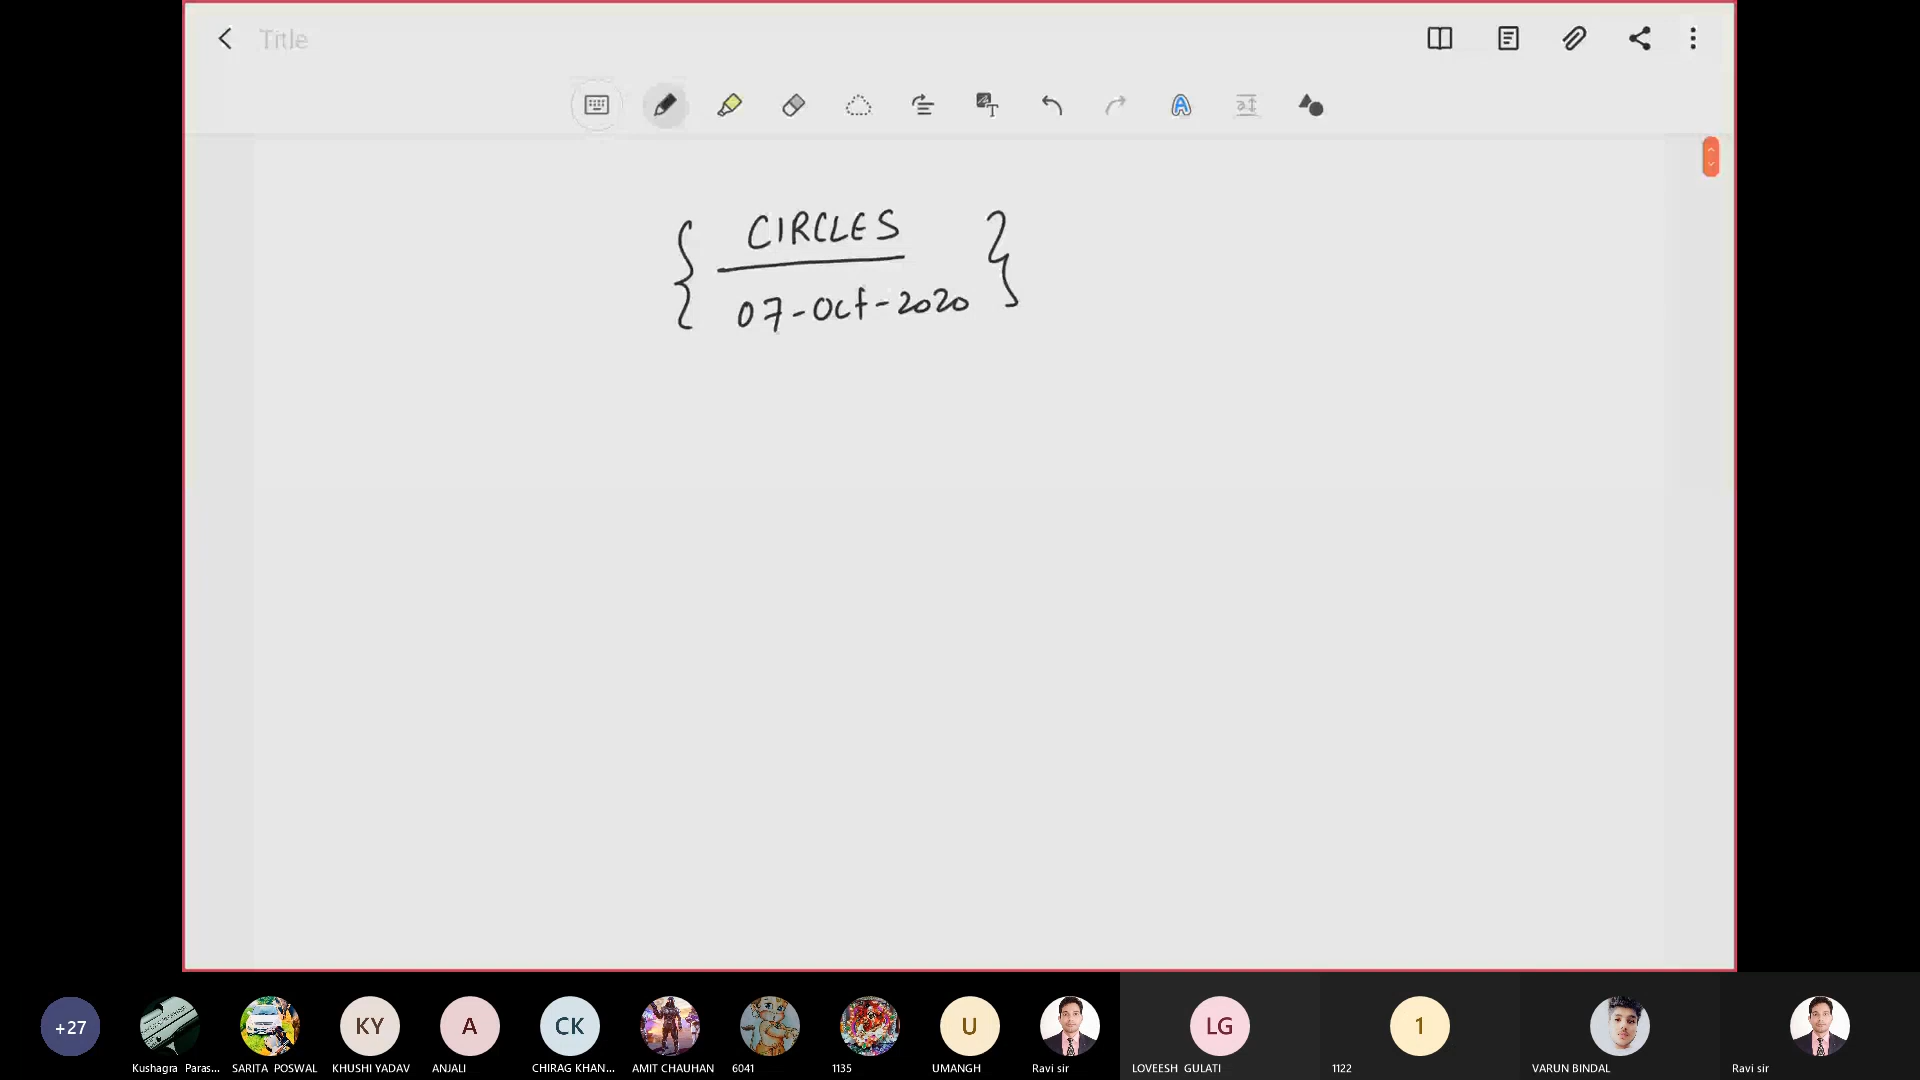 Title
CIRCLES
07-Oct-2020
+27
KY
A
CK
U
LG
1
Kushagra Paras...
SARITA POSWAL
KHUSHI YADAV
ANJALI
CHIRAG KHAN...
AMIT CHAUHAN
6041
1135
UMANGH
Ravi sir
LOVEESH GULATI
1122
VARUN BINDAL
Ravi sir